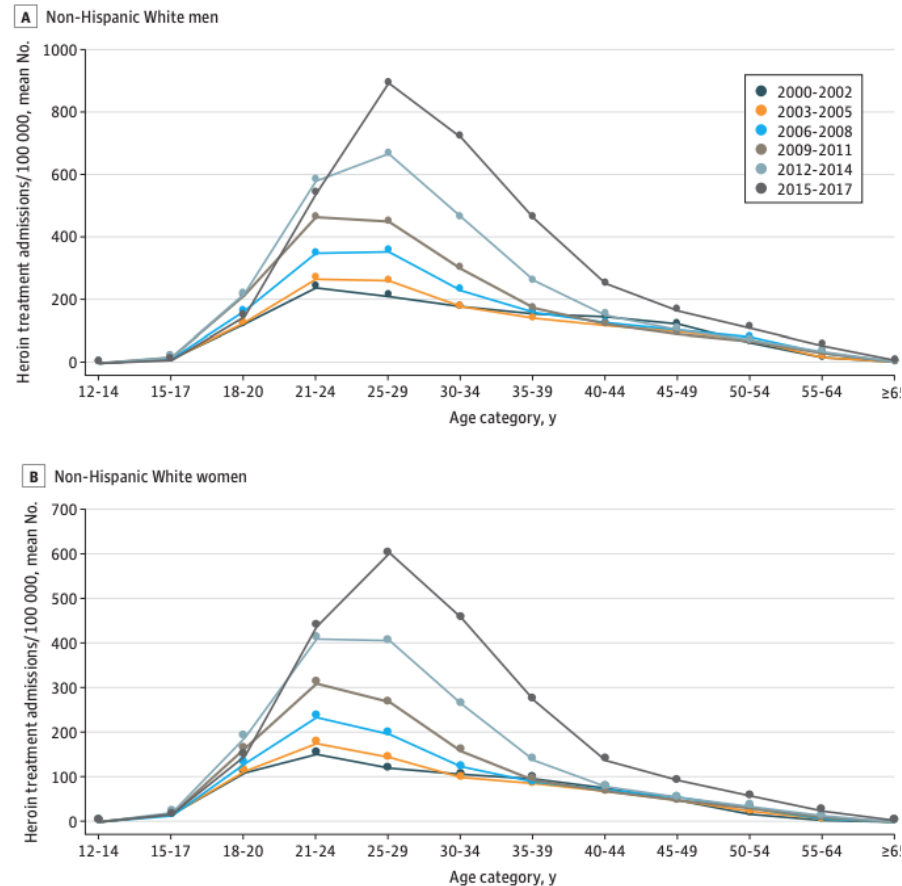 A Non-Hispanic White men
Heroin treatment admissions/100 000, mean No.
1000
800
600
400
200
0
2000-2002
2003-2005
2006-2008
2009-2011
2012-2014
2015-2017
12-14 15-17 18-20 21-24 25-29 30-34 35-39 40-44 45-49 50-54 55-64 ≥65
Age category, y
B Non-Hispanic White women
Heroin treatment admissions/100 000, mean No.
700
600
500
400
300
200
100
0
12-14 15-17 18-20 21-24 25-29 30-34 35-39 40-44 45-49 50-54 55-64 ≥65
Age category, y